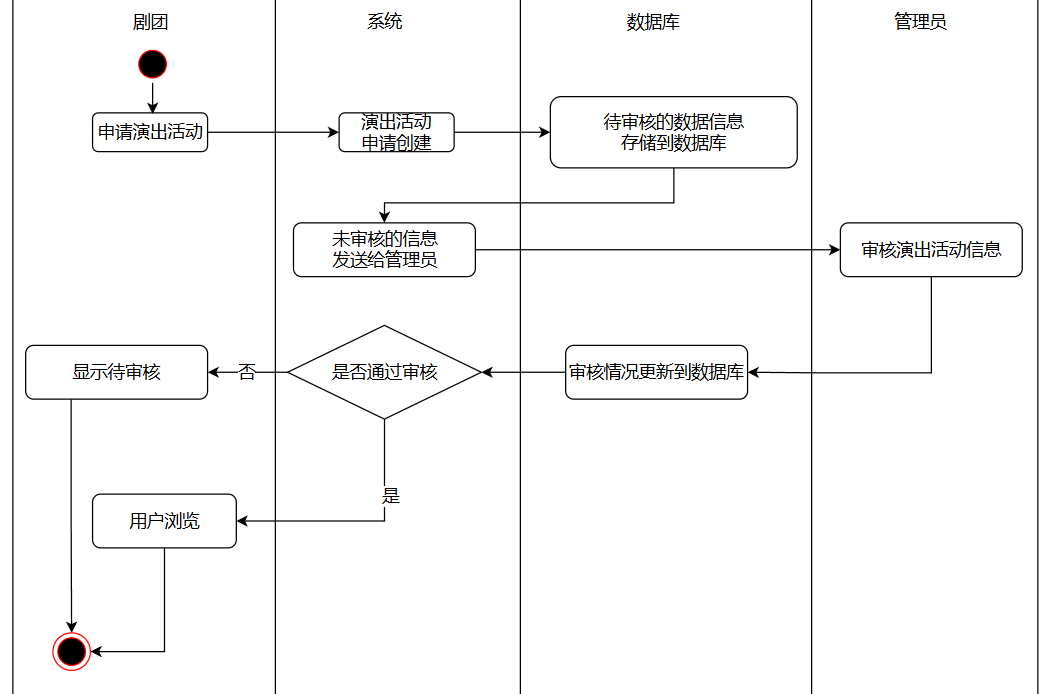 剧团
系统
数据库
管理员
申请演出活动
演出活动
申请创建
待审核的数据信息
存储到数据库
未审核的信息
发送给管理员
审核演出活动信息
显示待审核
否
是否通过审核
审核情况更新到数据库
是
用户浏览